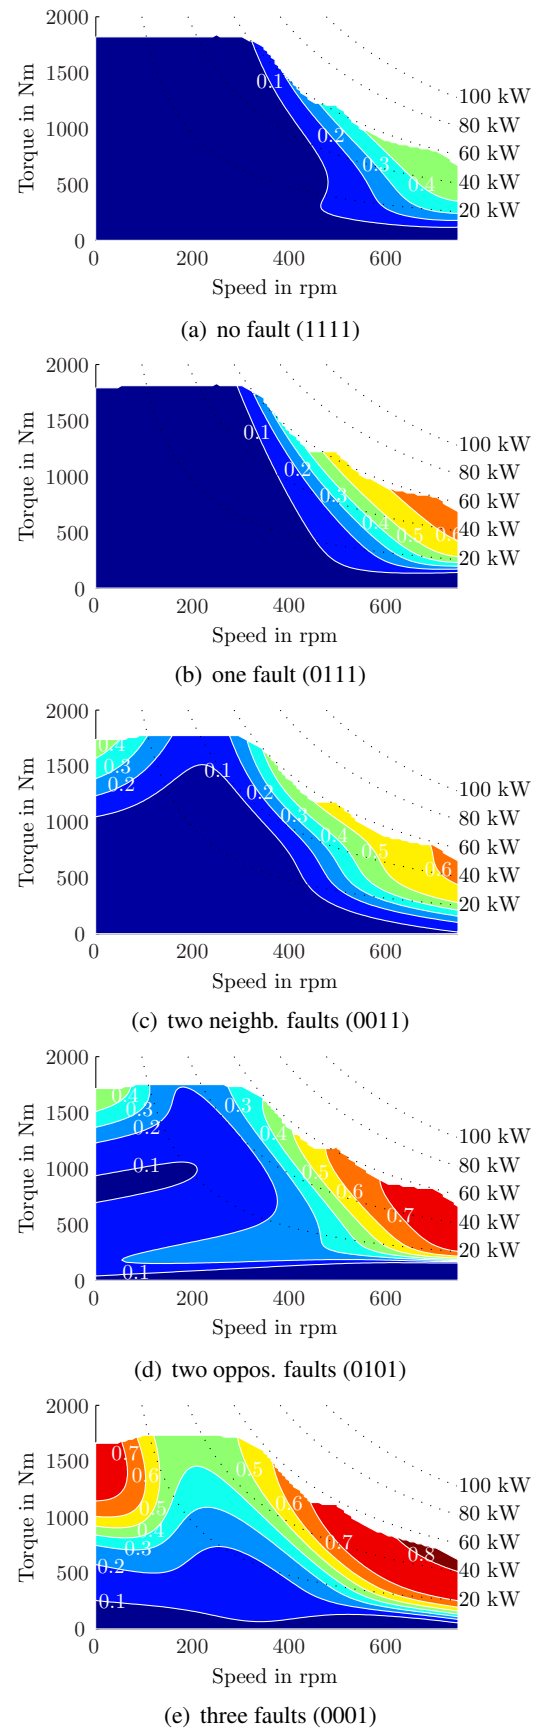 2000
1500
1000
500
0
Torque in Nm
0.1
0.2
0.3
0.4
100 kW
80 kW
60 kW
40 kW
20 kW
0 200 400 600
Speed in rpm
(a) no fault (1111)
2000
1500
1000
500
0
Torque in Nm
0.1
0.2
0.3
0.4
0.5
0.6
100 kW
80 kW
60 kW
40 kW
20 kW
0 200 400 600
Speed in rpm
(b) one fault (0111)
2000
1500
1000
500
0
Torque in Nm
0.4
0.3
0.2
0.1
0.2
0.3
0.4
0.5
0.6
100 kW
80 kW
60 kW
40 kW
20 kW
0 200 400 600
Speed in rpm
(c) two neighb. faults (0011)
2000
1500
1000
500
0
Torque in Nm
0.4
0.3
0.2
0.1
0.1
0.3
0.4
0.5
0.6
0.7
100 kW
80 kW
60 kW
40 kW
20 kW
0 200 400 600
Speed in rpm
(d) two oppos. faults (0101)
2000
1500
1000
500
0
Torque in Nm
0.7
0.6
0.5
0.4
0.3
0.2
0.1
0.5
0.6
0.7
0.8
100 kW
80 kW
60 kW
40 kW
20 kW
0 200 400 600
Speed in rpm
(e) three faults (0001)